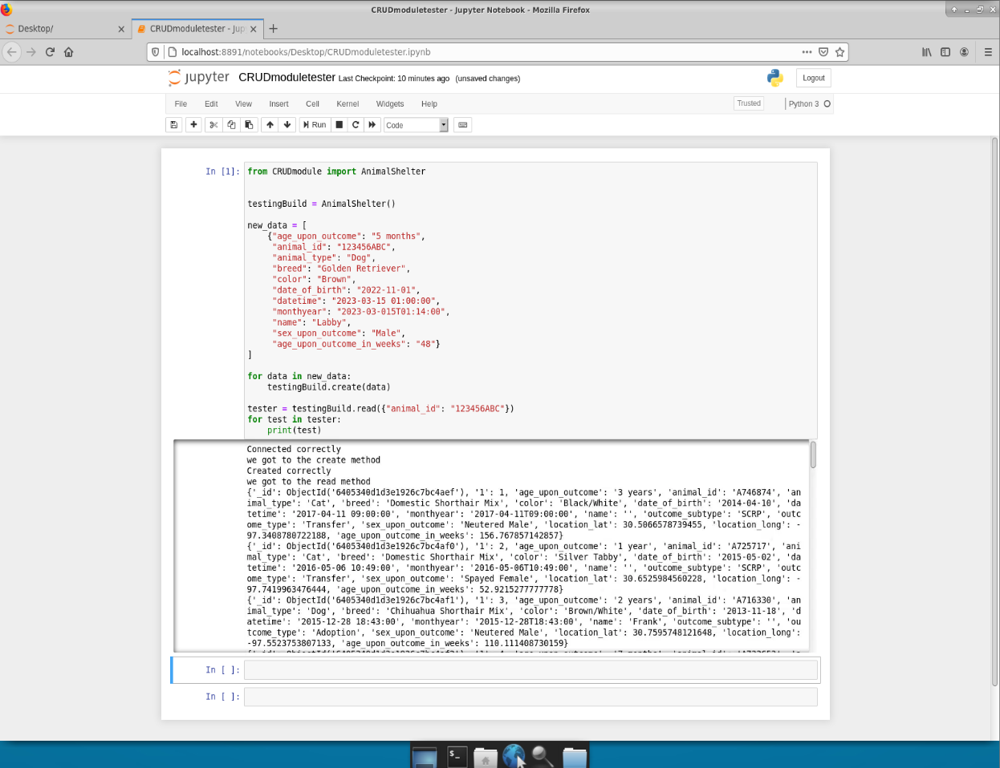 CRUDmoduletester - Jupyter Notebook - Mozilla Firefox
Desktop/
CRUDmoduletester - Jup
localhost:8891/notebooks/Desktop/CRUDmoduletester.ipynb
jupyter CRUDmoduletester Last Checkpoint: 10 minutes ago (unsaved changes)
Logout
File Edit View Insert Cell Kernel Widgets Help
Trusted
Python 3
Run
Code
In [1]:
from CRUDmodule import AnimalShelter
testingBuild = AnimalShelter()
new_data = [
{"age_upon_outcome": "5 months",
"animal_id": "123456ABC",
"animal_type": "Dog",
"breed": "Golden Retriever",
"color": "Brown",
"date_of_birth": "2022-11-01",
"datetime": "2023-03-15 01:00:00",
"monthyear": "2023-03-015T01:14:00",
"name": "Labby",
"sex_upon_outcome": "Male",
"age_upon_outcome_in_weeks": "48"}
]
for data in new_data:
testingBuild.create(data)
tester = testingBuild.read({"animal_id": "123456ABC"})
for test in tester:
print(test)
Connected correctly
we got to the create method
Created correctly
we got to the read method
{'_id': ObjectId('6405340d1d3e1926c7bc4aef'), '1': 1, 'age_upon_outcome': '3 years', 'animal_id': 'A746874', 'an
imal_type': 'Cat', 'breed': 'Domestic Shorthair Mix', 'color': 'Black/White', 'date_of_birth': '2014-04-10', 'da
tetime': '2017-04-11 09:00:00', 'monthyear': '2017-04-11T09:00:00', 'name': '', 'outcome_subtype': 'SCRP', 'outc
ome_type': 'Transfer', 'sex_upon_outcome': 'Neutered Male', 'location_lat': 30.5066578739455, 'location_long': -
97.3408780722188, 'age_upon_outcome_in_weeks': 156.767857142857}
{'_id': ObjectId('6405340d1d3e1926c7bc4af0'), '1': 2, 'age_upon_outcome': '1 year', 'animal_id': 'A725717', 'ani
mal_type': 'Cat', 'breed': 'Domestic Shorthair Mix', 'color': 'Silver Tabby', 'date_of_birth': '2015-05-02', 'da
tetime': '2016-05-06 10:49:00', 'monthyear': '2016-05-06T10:49:00', 'name': '', 'outcome_subtype': 'SCRP', 'outc
ome_type': 'Transfer', 'sex_upon_outcome': 'Spayed Female', 'location_lat': 30.6525984560228, 'location_long': -
97.7419963476444, 'age_upon_outcome_in_weeks': 52.9215277777778}
{'_id': ObjectId('6405340d1d3e1926c7bc4af1'), '1': 3, 'age_upon_outcome': '2 years', 'animal_id': 'A716330', 'an
imal_type': 'Dog', 'breed': 'Chihuahua Shorthair Mix', 'color': 'Brown/White', 'date_of_birth': '2013-11-18', 'd
atetime': '2015-12-28 18:43:00', 'monthyear': '2015-12-28T18:43:00', 'name': 'Frank', 'outcome_subtype': '', 'ou
tcome_type': 'Adoption', 'sex_upon_outcome': 'Neutered Male', 'location_lat': 30.7595748121648, 'location_long':
-97.5523753807133, 'age_upon_outcome_in_weeks': 110.111408730159}
In [ ]:
In [ ]: